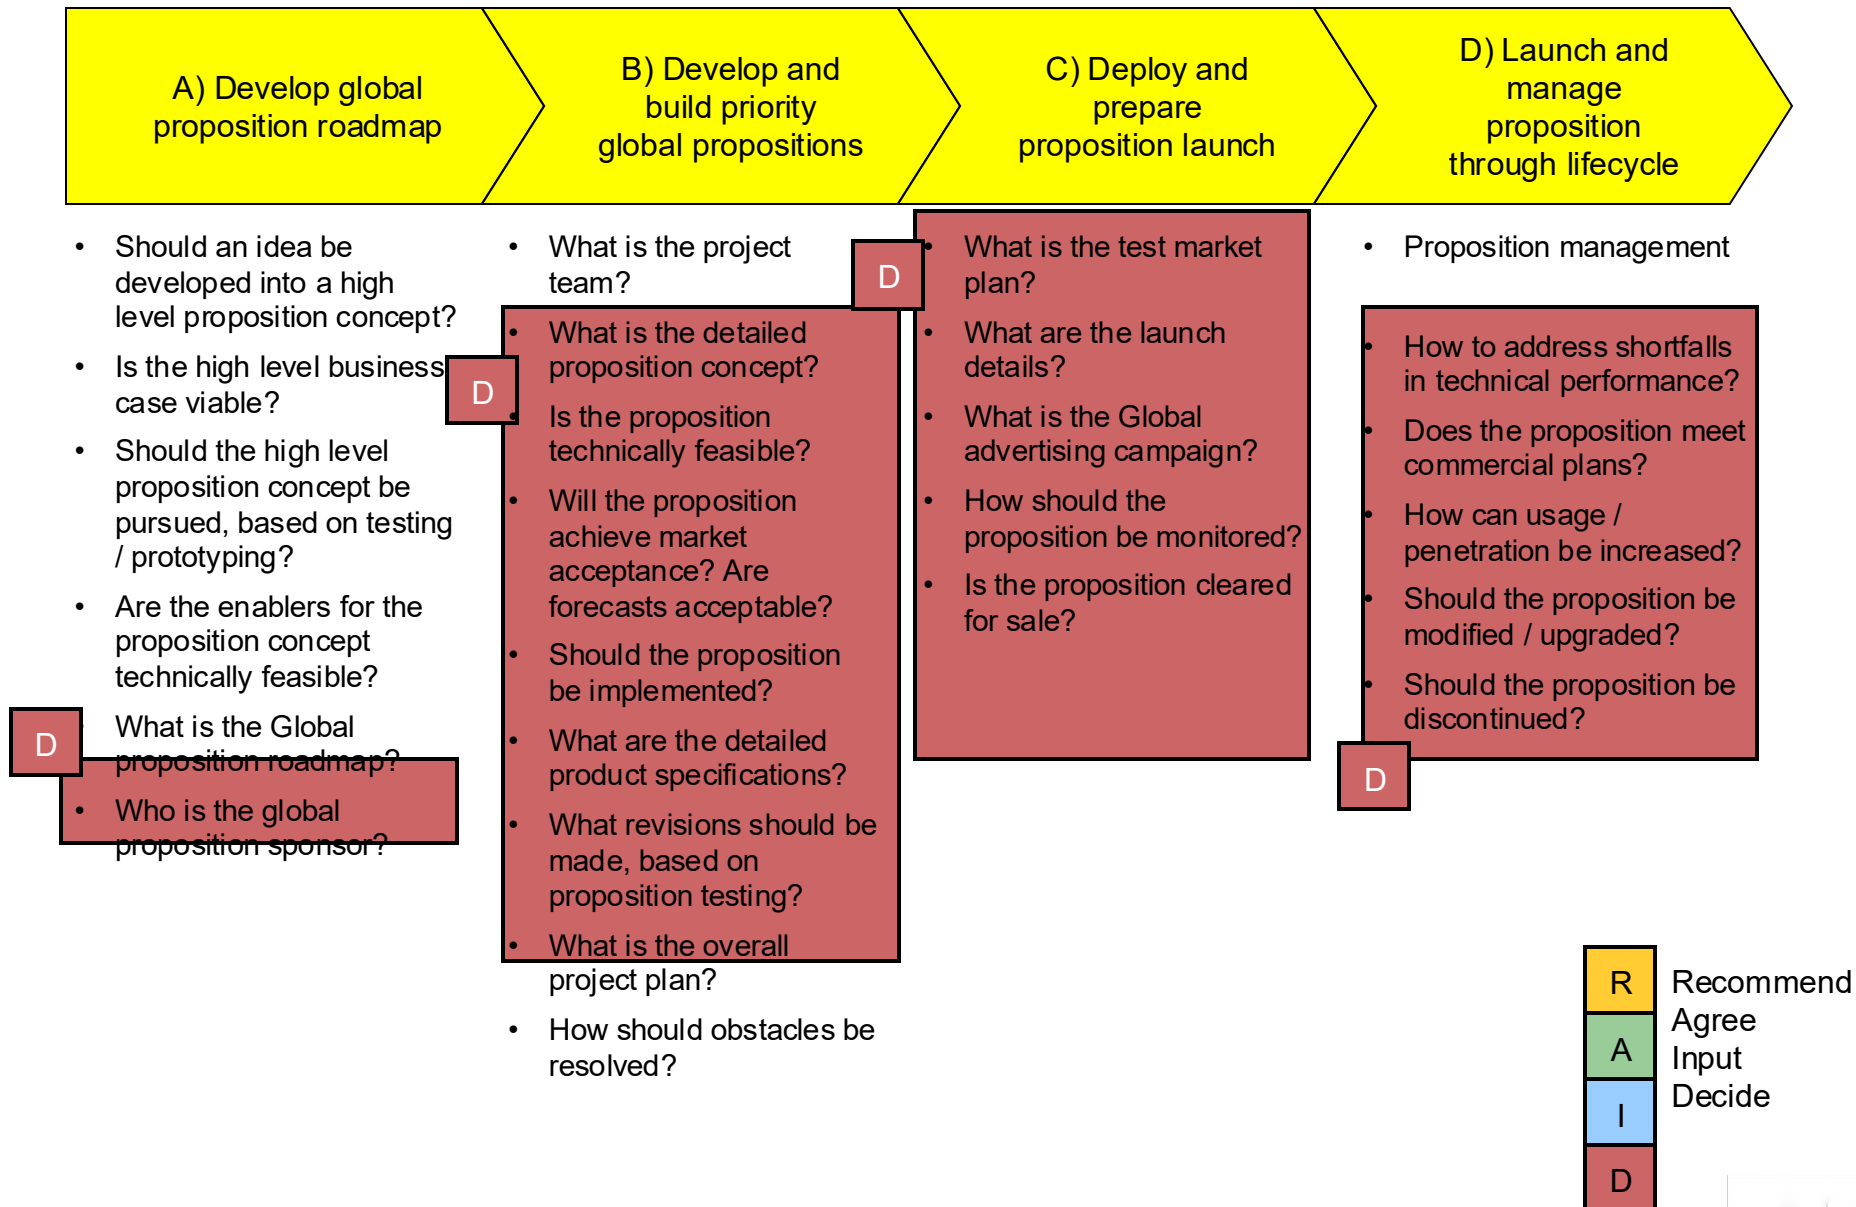 A) Develop global
proposition roadmap
B) Develop and
build priority
global propositions
C) Deploy and
prepare
proposition launch
D) Launch and
manage
proposition
through lifecycle
• Should an idea be
developed into a high
level proposition concept?
• Is the high level business
case viable?
• Should the high level
proposition concept be
pursued, based on testing
/ prototyping?
• Are the enablers for the
proposition concept
technically feasible?
What is the Global
proposition roadmap?
• Who is the global
proposition sponsor?
D
• What is the project
team?
• What is the detailed
proposition concept?
• Is the proposition
technically feasible?
• Will the proposition
achieve market
acceptance? Are
forecasts acceptable?
• Should the proposition
be implemented?
• What are the detailed
product specifications?
• What revisions should be
made, based on
proposition testing?
• What is the overall
project plan?
• How should obstacles be
resolved?
D
• What is the test market
plan?
• What are the launch
details?
• What is the Global
advertising campaign?
• How should the
proposition be monitored?
• Is the proposition cleared
for sale?
D
• Proposition management
• How to address shortfalls
in technical performance?
• Does the proposition meet
commercial plans?
• How can usage /
penetration be increased?
• Should the proposition be
modified / upgraded?
• Should the proposition be
discontinued?
D
R
A
I
D
Recommend
Agree
Input
Decide